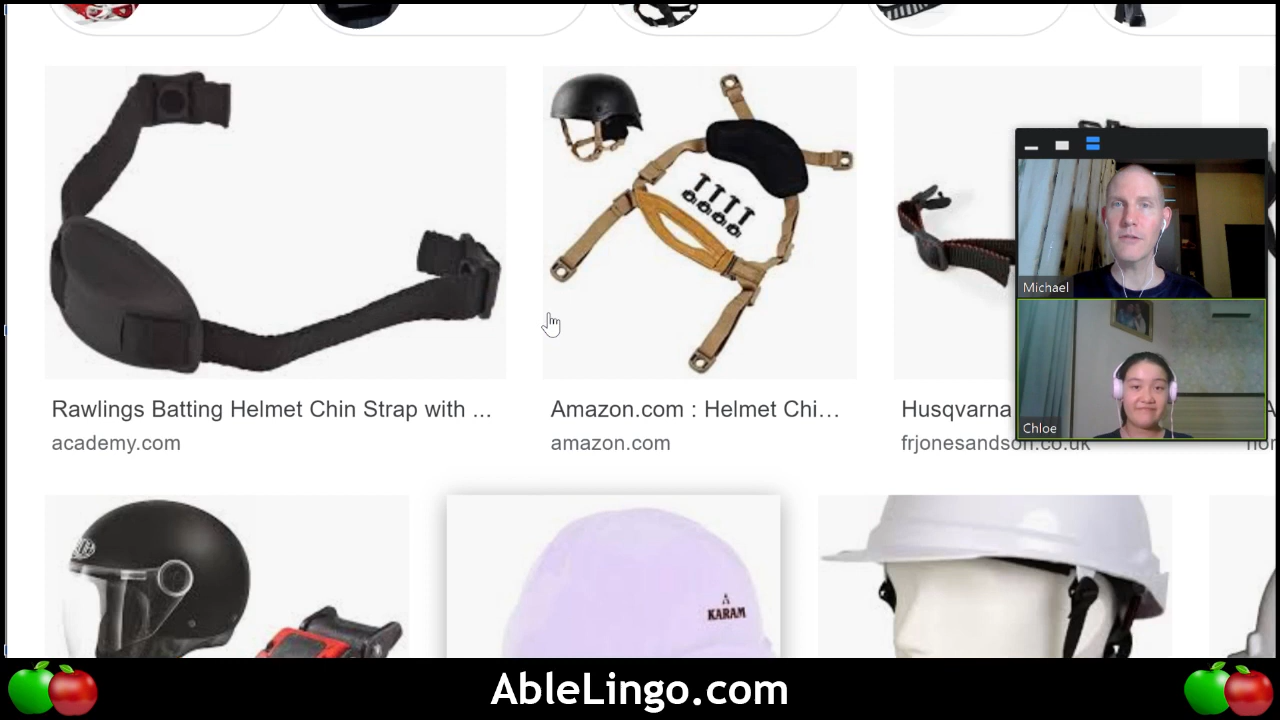 Rawlings Batting Helmet Chin Strap with ...
academy.com
Amazon.com : Helmet Chi...
amazon.com
Husqvarna
frjonesandson.co.uk
Michael
Chloe
KARAM
AbleLingo.com